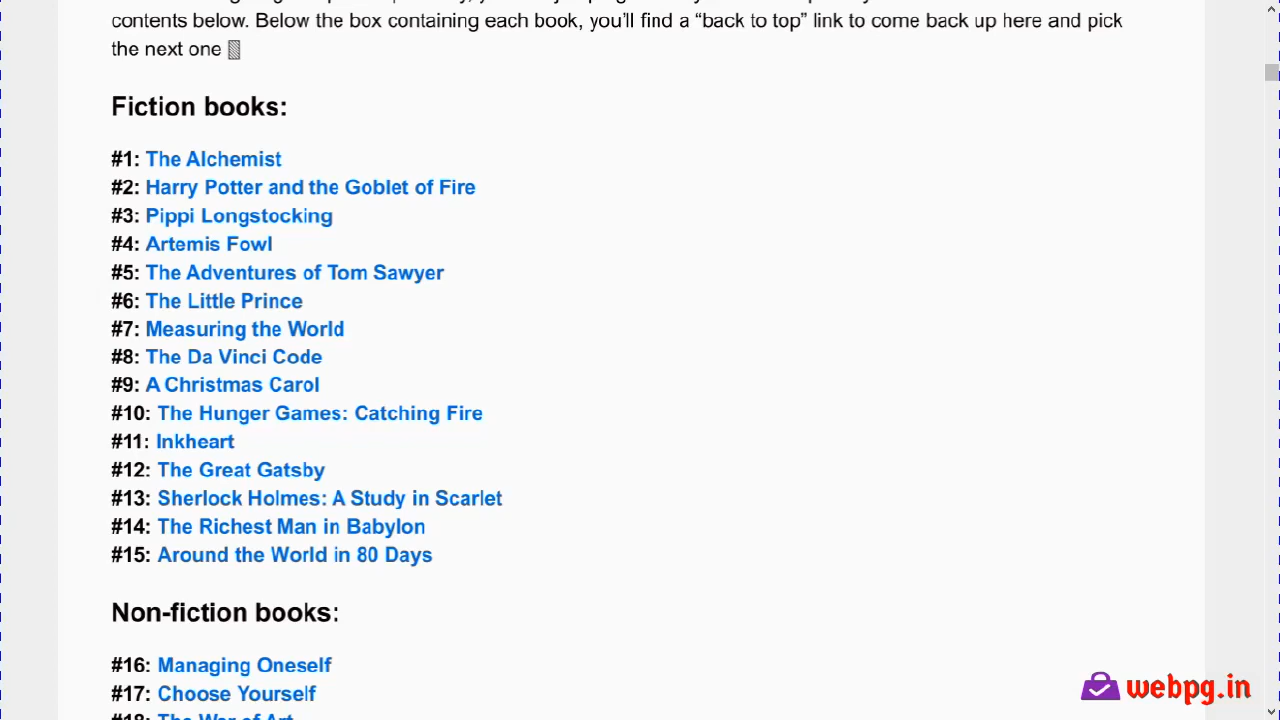 contents below. Below the box containing each book, you’ll find a “back to top” link to come back up here and pick
the next one
Fiction books:
#1: The Alchemist
#2: Harry Potter and the Goblet of Fire
#3: Pippi Longstocking
#4: Artemis Fowl
#5: The Adventures of Tom Sawyer
#6: The Little Prince
#7: Measuring the World
#8: The Da Vinci Code
#9: A Christmas Carol
#10: The Hunger Games: Catching Fire
#11: Inkheart
#12: The Great Gatsby
#13: Sherlock Holmes: A Study in Scarlet
#14: The Richest Man in Babylon
#15: Around the World in 80 Days
Non-fiction books:
#16: Managing Oneself
#17: Choose Yourself
#18: The War of Art
webpg.in